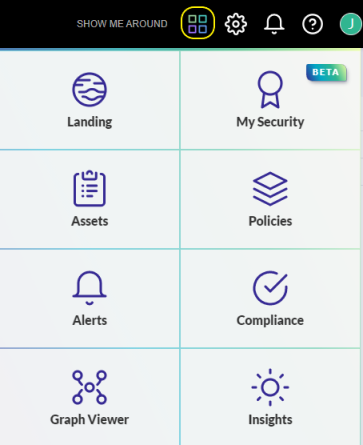 SHOW ME AROUND
J
BETA
Landing
My Security
Assets
Policies
Alerts
Compliance
Graph Viewer
Insights